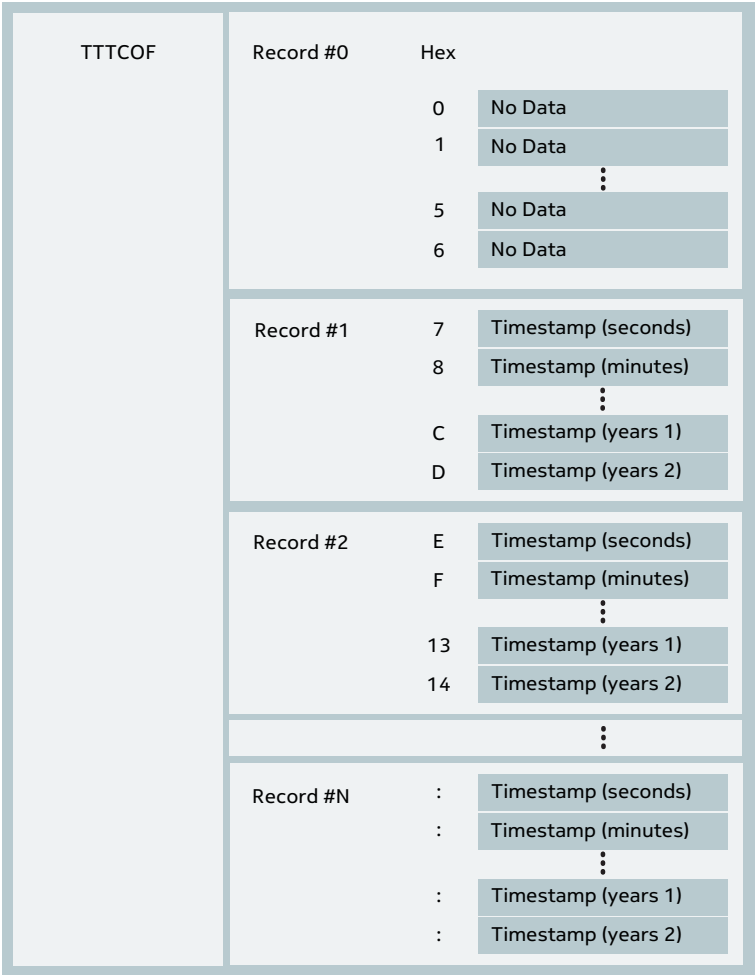 TTTCOF Record #0 Hex
0 No Data
1 No Data
5 No Data
6 No Data
Record #1 7 Timestamp (seconds)
8 Timestamp (minutes)
C Timestamp (years 1)
D Timestamp (years 2)
Record #2 E Timestamp (seconds)
F Timestamp (minutes)
13 Timestamp (years 1)
14 Timestamp (years 2)
Record #N : Timestamp (seconds)
: Timestamp (minutes)
: Timestamp (years 1)
: Timestamp (years 2)